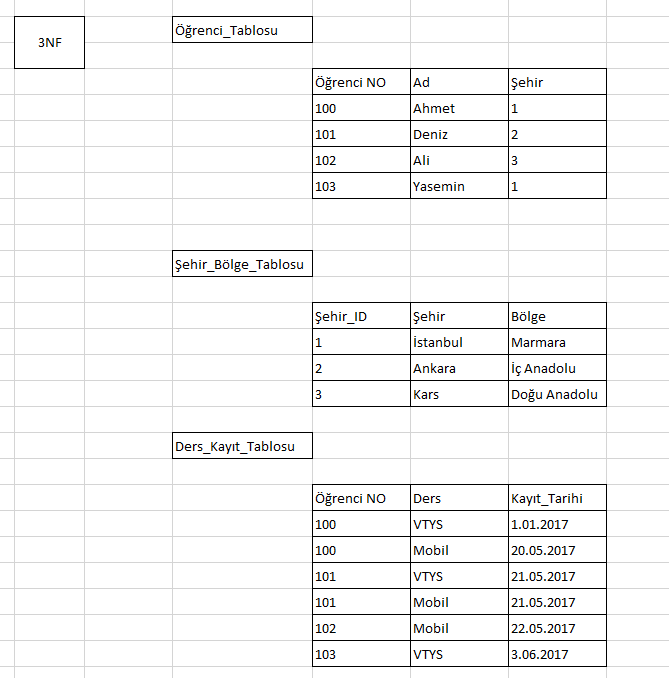 3NF
Öğrenci_Tablosu
Öğrenci NO Ad Şehir
100 Ahmet 1
101 Deniz 2
102 Ali 3
103 Yasemin 1
Şehir_Bölge_Tablosu
Şehir_ID Şehir Bölge
1 İstanbul Marmara
2 Ankara İç Anadolu
3 Kars Doğu Anadolu
Ders_Kayıt_Tablosu
Öğrenci NO Ders Kayıt_Tarihi
100 VTYS 1.01.2017
100 Mobil 20.05.2017
101 VTYS 21.05.2017
101 Mobil 21.05.2017
102 Mobil 22.05.2017
103 VTYS 3.06.2017